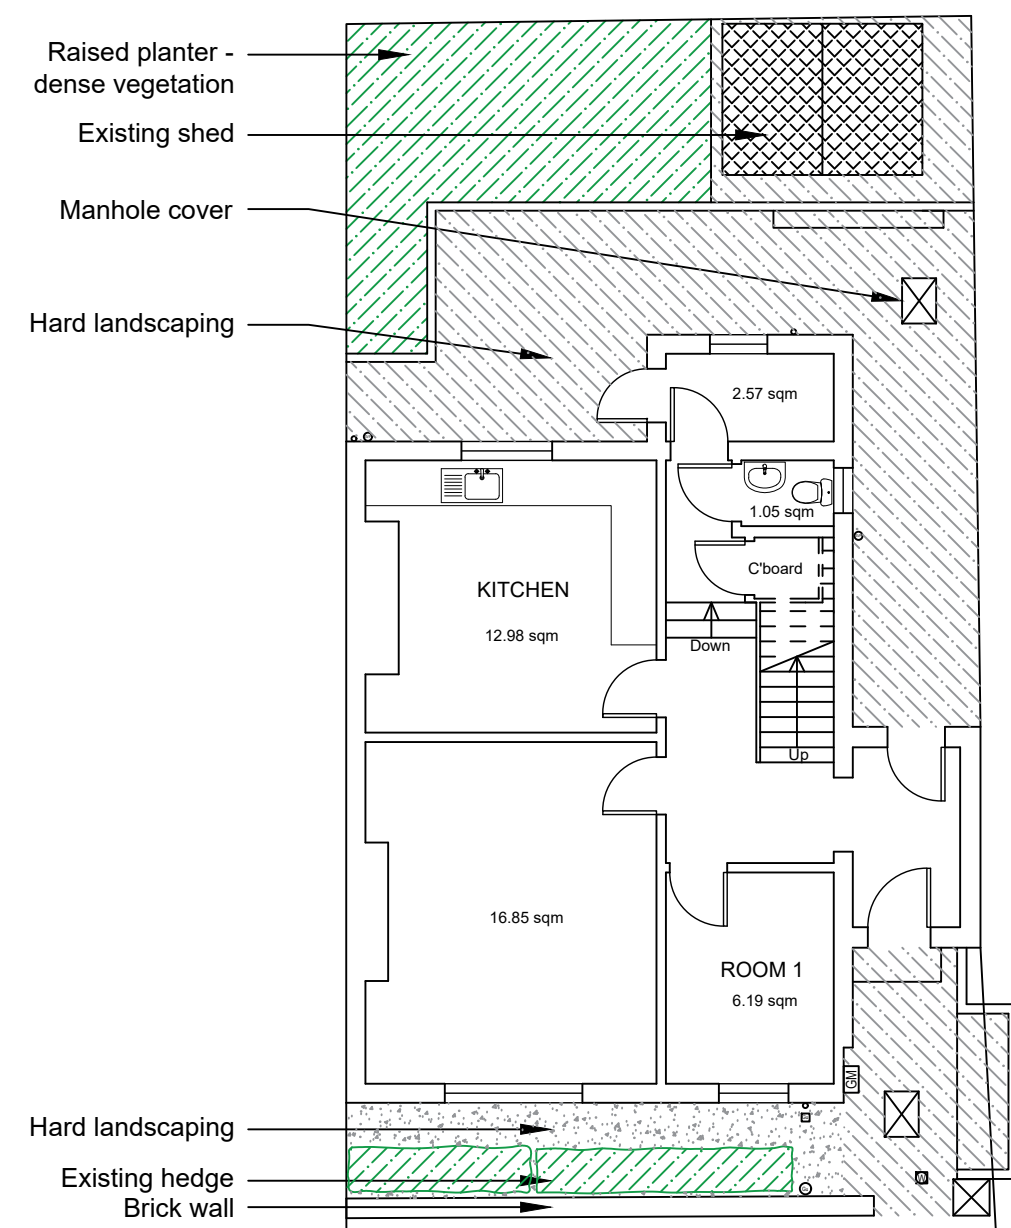 Raised planter -
dense vegetation
Existing shed
Manhole cover
Hard landscaping
2.57 sqm
1.05 sqm
C'board
KITCHEN
12.98 sqm
Down
Up
16.85 sqm
ROOM 1
6.19 sqm
GM
Hard landscaping
Existing hedge
Brick wall